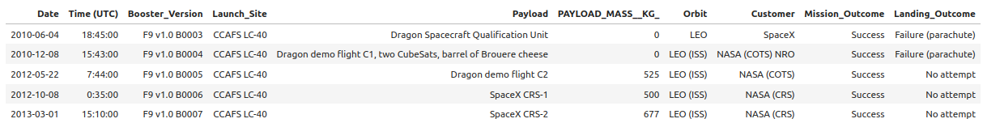 Date Time (UTC) Booster_Version Launch_Site Payload PAYLOAD_MASS__KG_ Orbit Customer Mission_Outcome Landing_Outcome
2010-06-04 18:45:00 F9 v1.0 B0003 CCAFS LC-40 Dragon Spacecraft Qualification Unit 0 LEO SpaceX Success Failure (parachute)
2010-12-08 15:43:00 F9 v1.0 B0004 CCAFS LC-40 Dragon demo flight C1, two CubeSats, barrel of Brouere cheese 0 LEO (ISS) NASA (COTS) NRO Success Failure (parachute)
2012-05-22 7:44:00 F9 v1.0 B0005 CCAFS LC-40 Dragon demo flight C2 525 LEO (ISS) NASA (COTS) Success No attempt
2012-10-08 0:35:00 F9 v1.0 B0006 CCAFS LC-40 SpaceX CRS-1 500 LEO (ISS) NASA (CRS) Success No attempt
2013-03-01 15:10:00 F9 v1.0 B0007 CCAFS LC-40 SpaceX CRS-2 677 LEO (ISS) NASA (CRS) Success No attempt